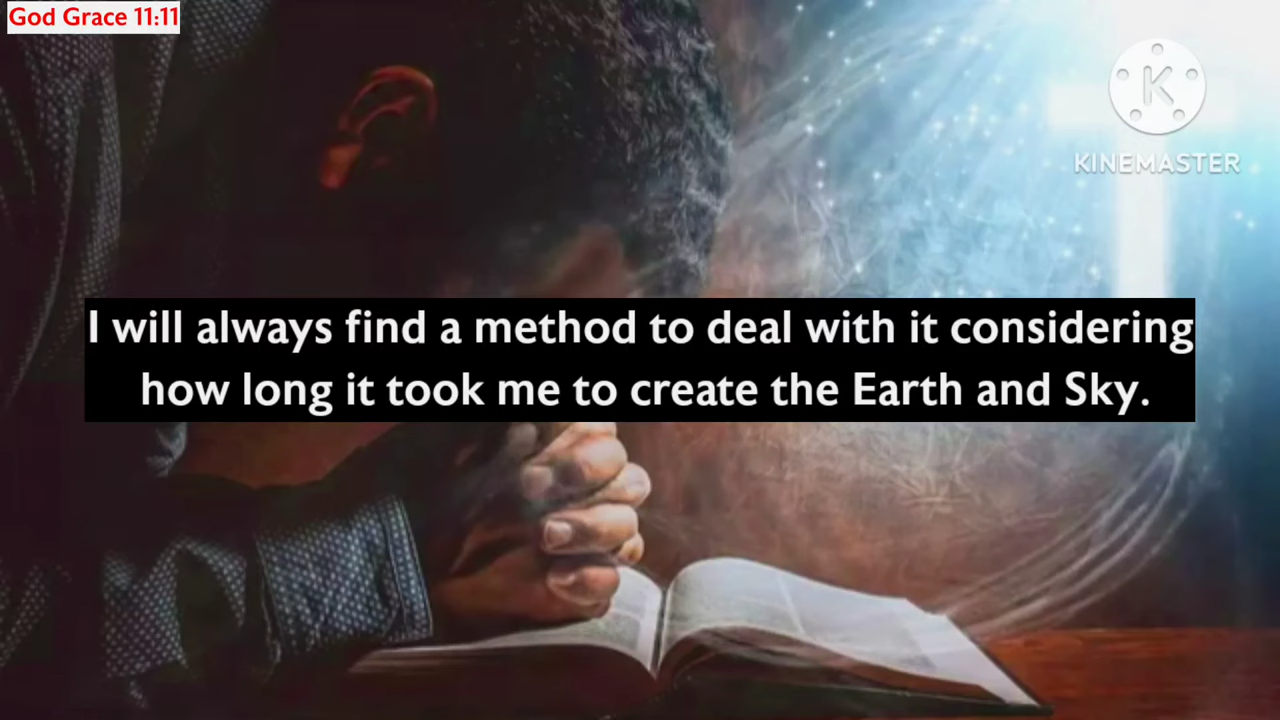 God Grace 11:11
K
KINEMASTER
I will always find a method to deal with it considering
how long it took me to create the Earth and Sky.